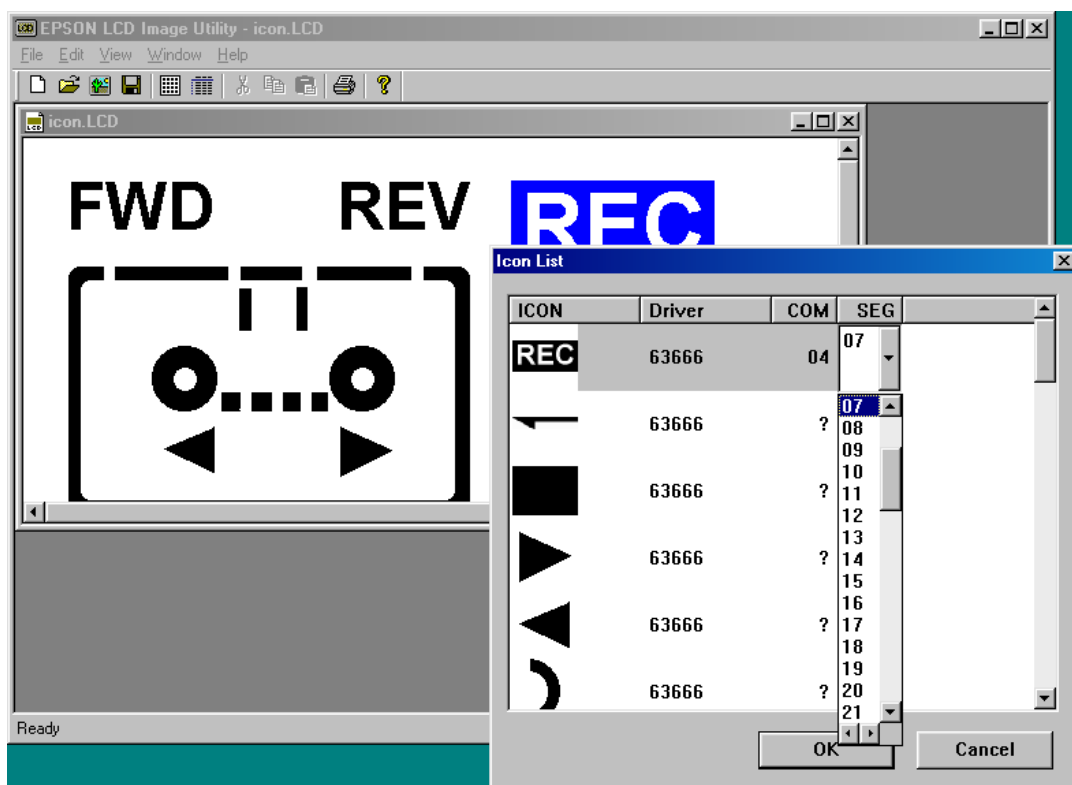 EPSON LCD Image Utility - icon.LCD
File Edit View Window Help
icon.LCD
FWD REV REC
Icon List
ICON Driver COM SEG
REC 63666 04 07
63666 ?
63666 ?
63666 ?
63666 ?
63666 ?
07
08
09
10
11
12
13
14
15
16
17
18
19
20
21
OK Cancel
Ready